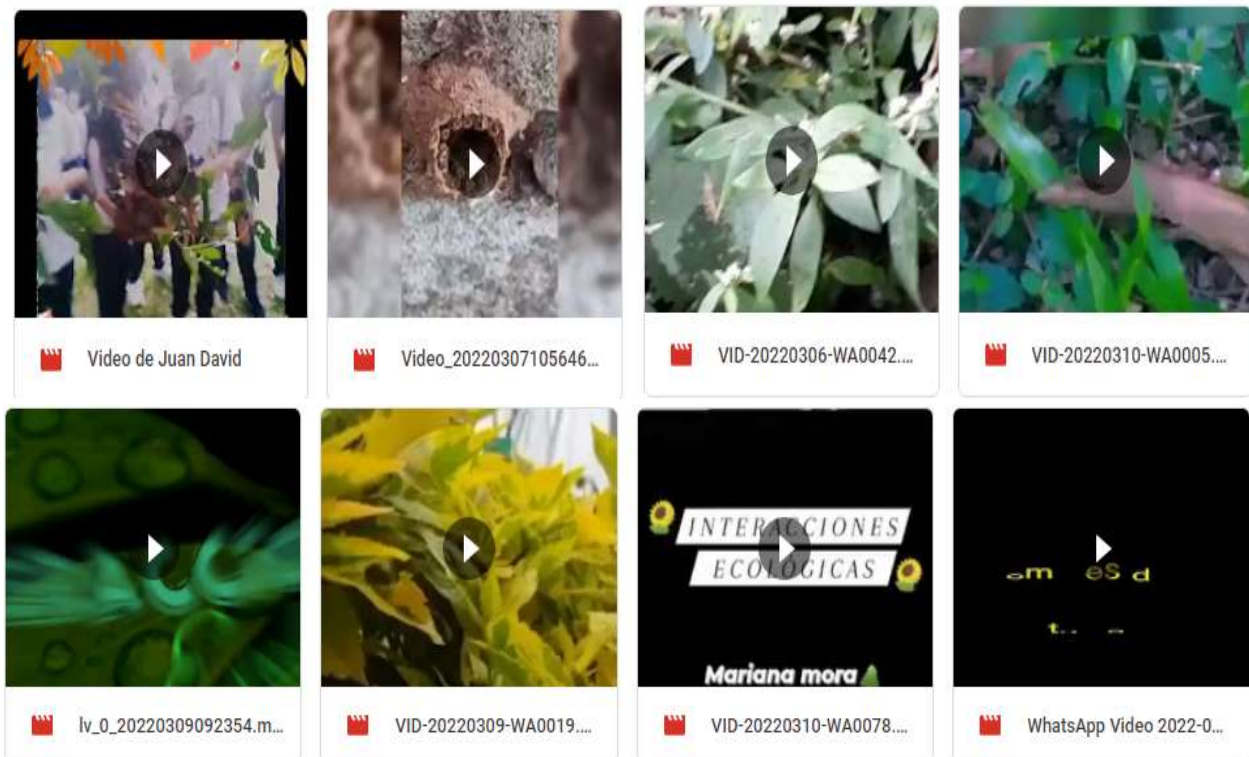 Video de Juan David
Video_20220307105646...
VID-20220306-WA0042....
VID-20220310-WA0005....
INTERACCIONES
ECOLÓGICAS
Mariana mora
lv_0_20220309092354.m...
VID-20220309-WA0019....
VID-20220310-WA0078....
WhatsApp Video 2022-0...